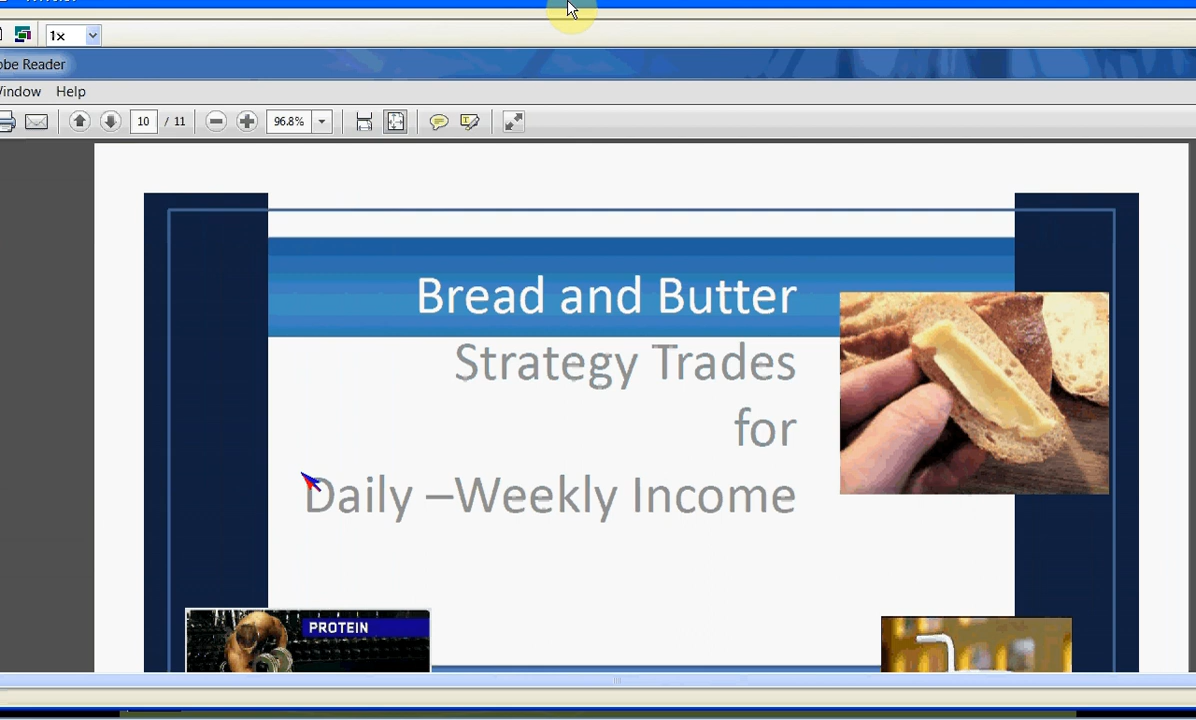 1x
obe Reader
Window Help
10 / 11 96.8%
Bread and Butter
Strategy Trades
for
Daily –Weekly Income
PROTEIN